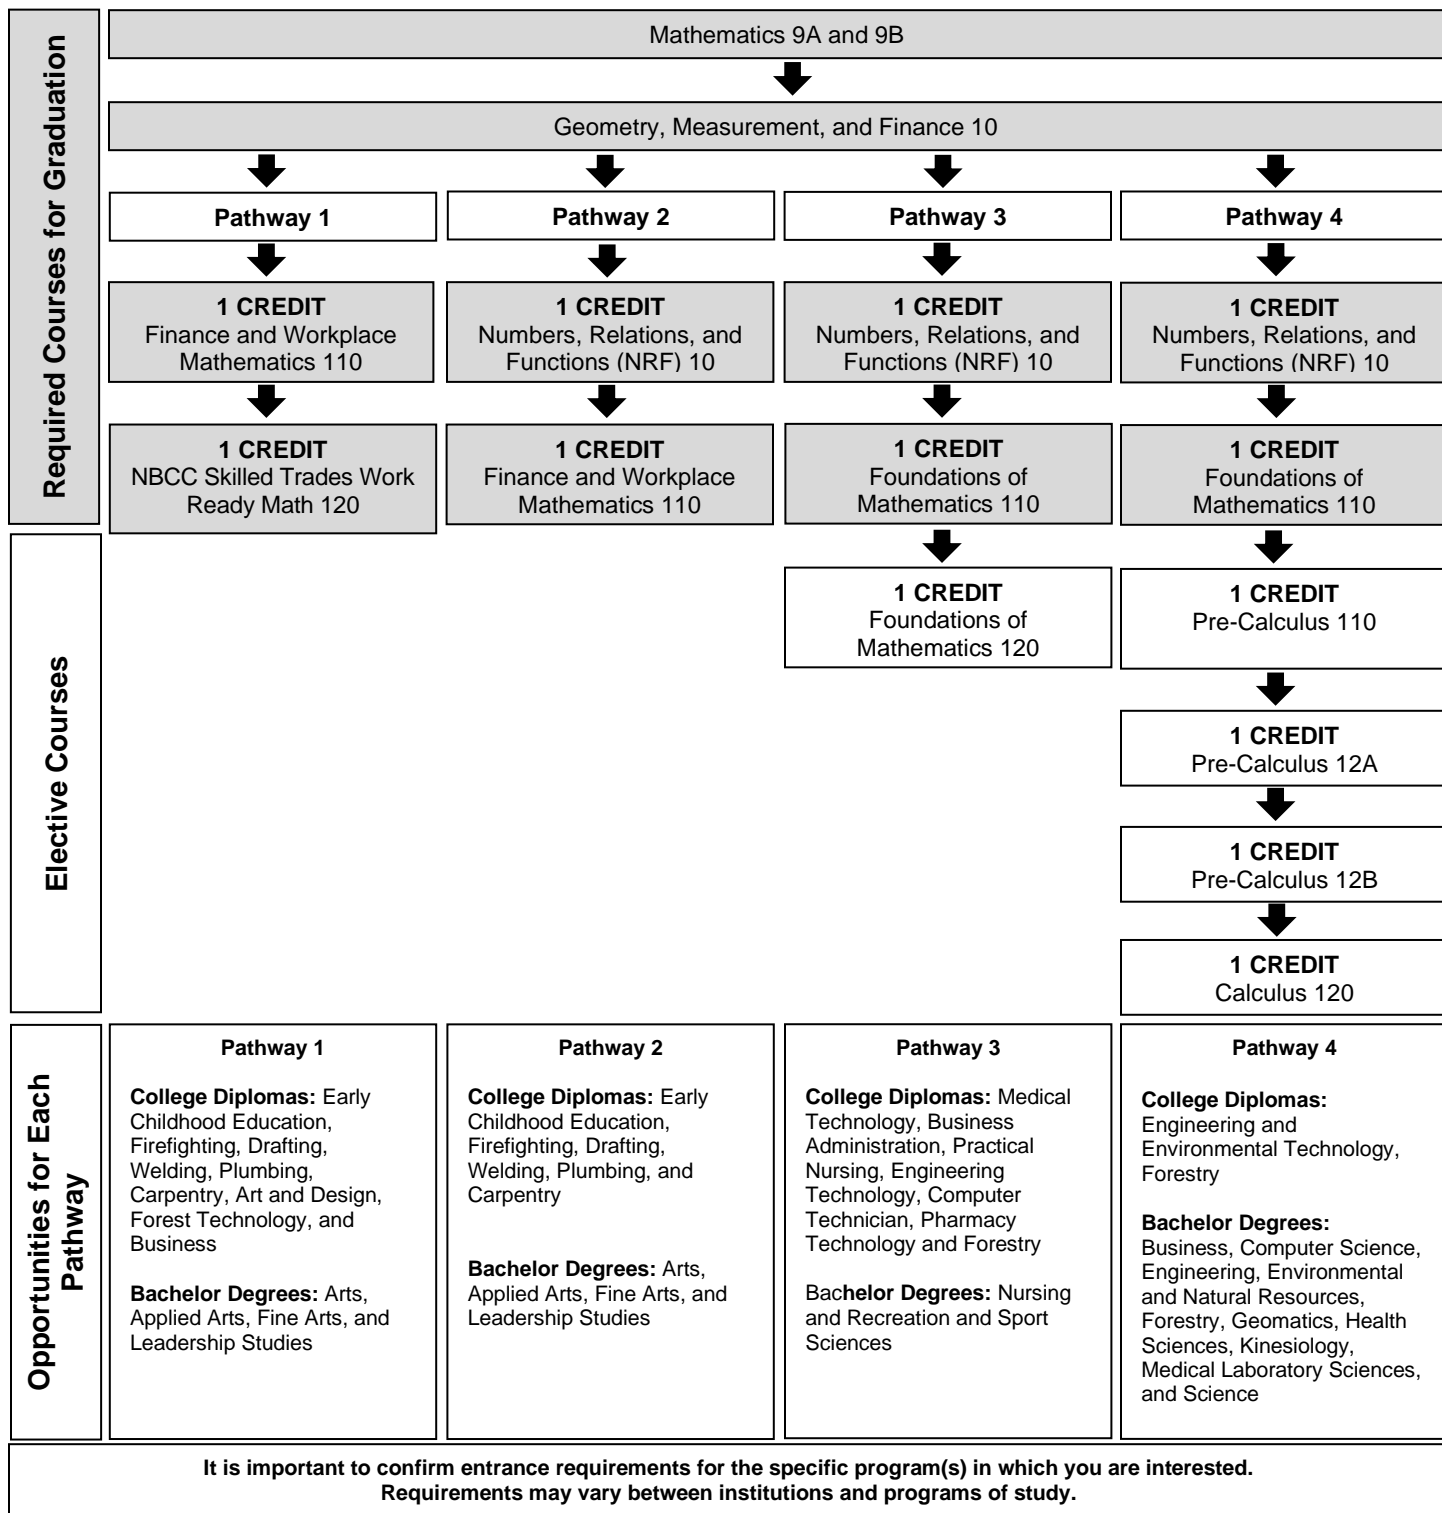 Required Courses for Graduation
Mathematics 9A and 9B
Geometry, Measurement, and Finance 10
Pathway 1
Pathway 2
Pathway 3
Pathway 4
1 CREDIT
Finance and Workplace
Mathematics 110
1 CREDIT
Numbers, Relations, and
Functions (NRF) 10
1 CREDIT
Numbers, Relations, and
Functions (NRF) 10
1 CREDIT
Numbers, Relations, and
Functions (NRF) 10
1 CREDIT
NBCC Skilled Trades Work
Ready Math 120
1 CREDIT
Finance and Workplace
Mathematics 110
1 CREDIT
Foundations of
Mathematics 110
1 CREDIT
Foundations of
Mathematics 110
Elective Courses
1 CREDIT
Foundations of
Mathematics 120
1 CREDIT
Pre-Calculus 110
1 CREDIT
Pre-Calculus 12A
1 CREDIT
Pre-Calculus 12B
1 CREDIT
Calculus 120
Opportunities for Each
Pathway
Pathway 1
College Diplomas: Early
Childhood Education,
Firefighting, Drafting,
Welding, Plumbing,
Carpentry, Art and Design,
Forest Technology, and
Business
Bachelor Degrees: Arts,
Applied Arts, Fine Arts, and
Leadership Studies
Pathway 2
College Diplomas: Early
Childhood Education,
Firefighting, Drafting,
Welding, Plumbing, and
Carpentry
Bachelor Degrees: Arts,
Applied Arts, Fine Arts, and
Leadership Studies
Pathway 3
College Diplomas: Medical
Technology, Business
Administration, Practical
Nursing, Engineering
Technology, Computer
Technician, Pharmacy
Technology and Forestry
Bachelor Degrees: Nursing
and Recreation and Sport
Sciences
Pathway 4
College Diplomas:
Engineering and
Environmental Technology,
Forestry
Bachelor Degrees:
Business, Computer Science,
Engineering, Environmental
and Natural Resources,
Forestry, Geomatics, Health
Sciences, Kinesiology,
Medical Laboratory Sciences,
and Science
It is important to confirm entrance requirements for the specific program(s) in which you are interested.
Requirements may vary between institutions and programs of study.